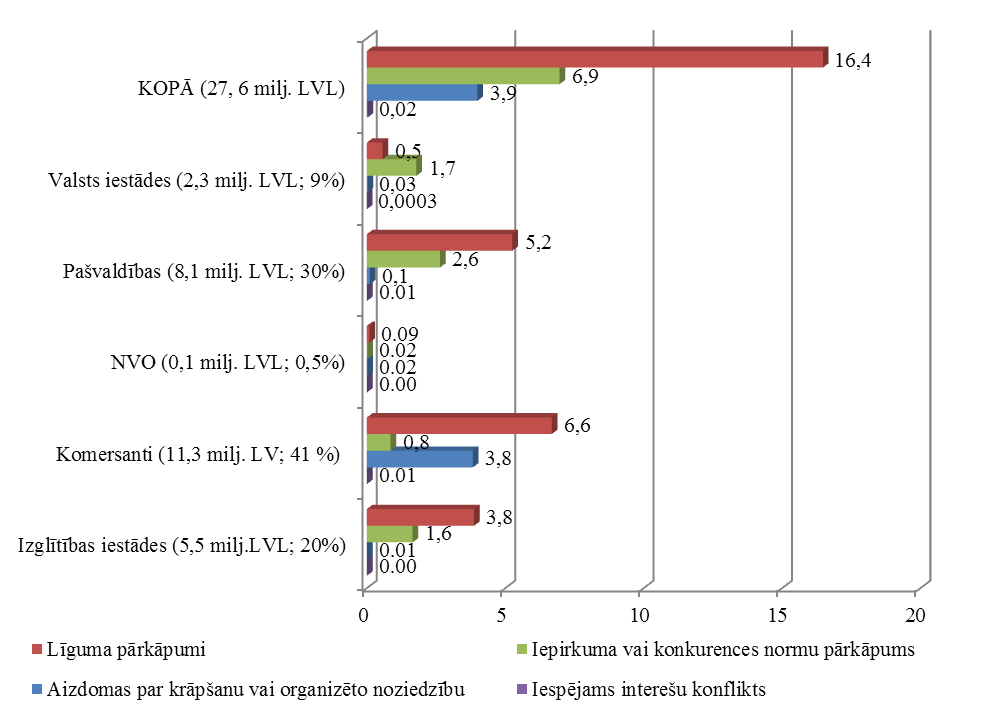 KOPĀ (27, 6 milj. LVL)
16,4
6,9
3,9
0,02
Valsts iestādes (2,3 milj. LVL; 9%)
0,5
1,7
0,03
0,0003
Pašvaldības (8,1 milj. LVL; 30%)
5,2
2,6
0,1
0.01
NVO (0,1 milj. LVL; 0,5%)
0.09
0.02
0.02
0.00
Komersanti (11,3 milj. LV; 41 %)
6,6
0,8
3,8
0.01
Izglītības iestādes (5,5 milj.LVL; 20%)
3,8
1,6
0.01
0.00
0 5 10 15 20
Līguma pārkāpumi
Iepirkuma vai konkurences normu pārkāpums
Aizdomas par krāpšanu vai organizēto noziedzību
Iespējams interešu konflikts